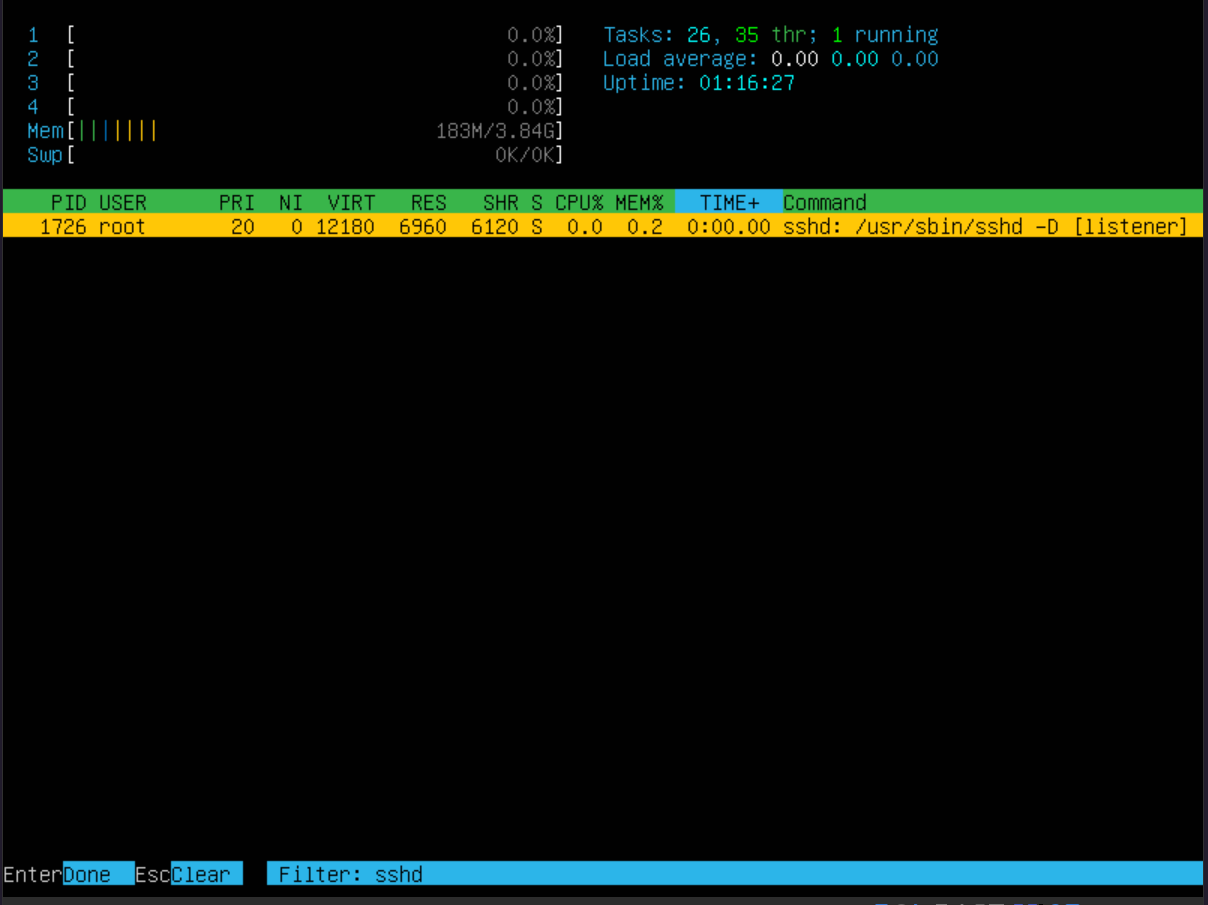 1 [ 0.0%] Tasks: 26, 35 thr; 1 running
2 [ 0.0%] Load average: 0.00 0.00 0.00
3 [ 0.0%] Uptime: 01:16:27
4 [ 0.0%]
Mem[||||||| 183M/3.84G]
Swp[ 0K/0K]
PID USER PRI NI VIRT RES SHR S CPU% MEM% TIME+ Command
1726 root 20 0 12180 6960 6120 S 0.0 0.2 0:00.00 sshd: /usr/sbin/sshd -D [listener]
EnterDone EscClear Filter: sshd